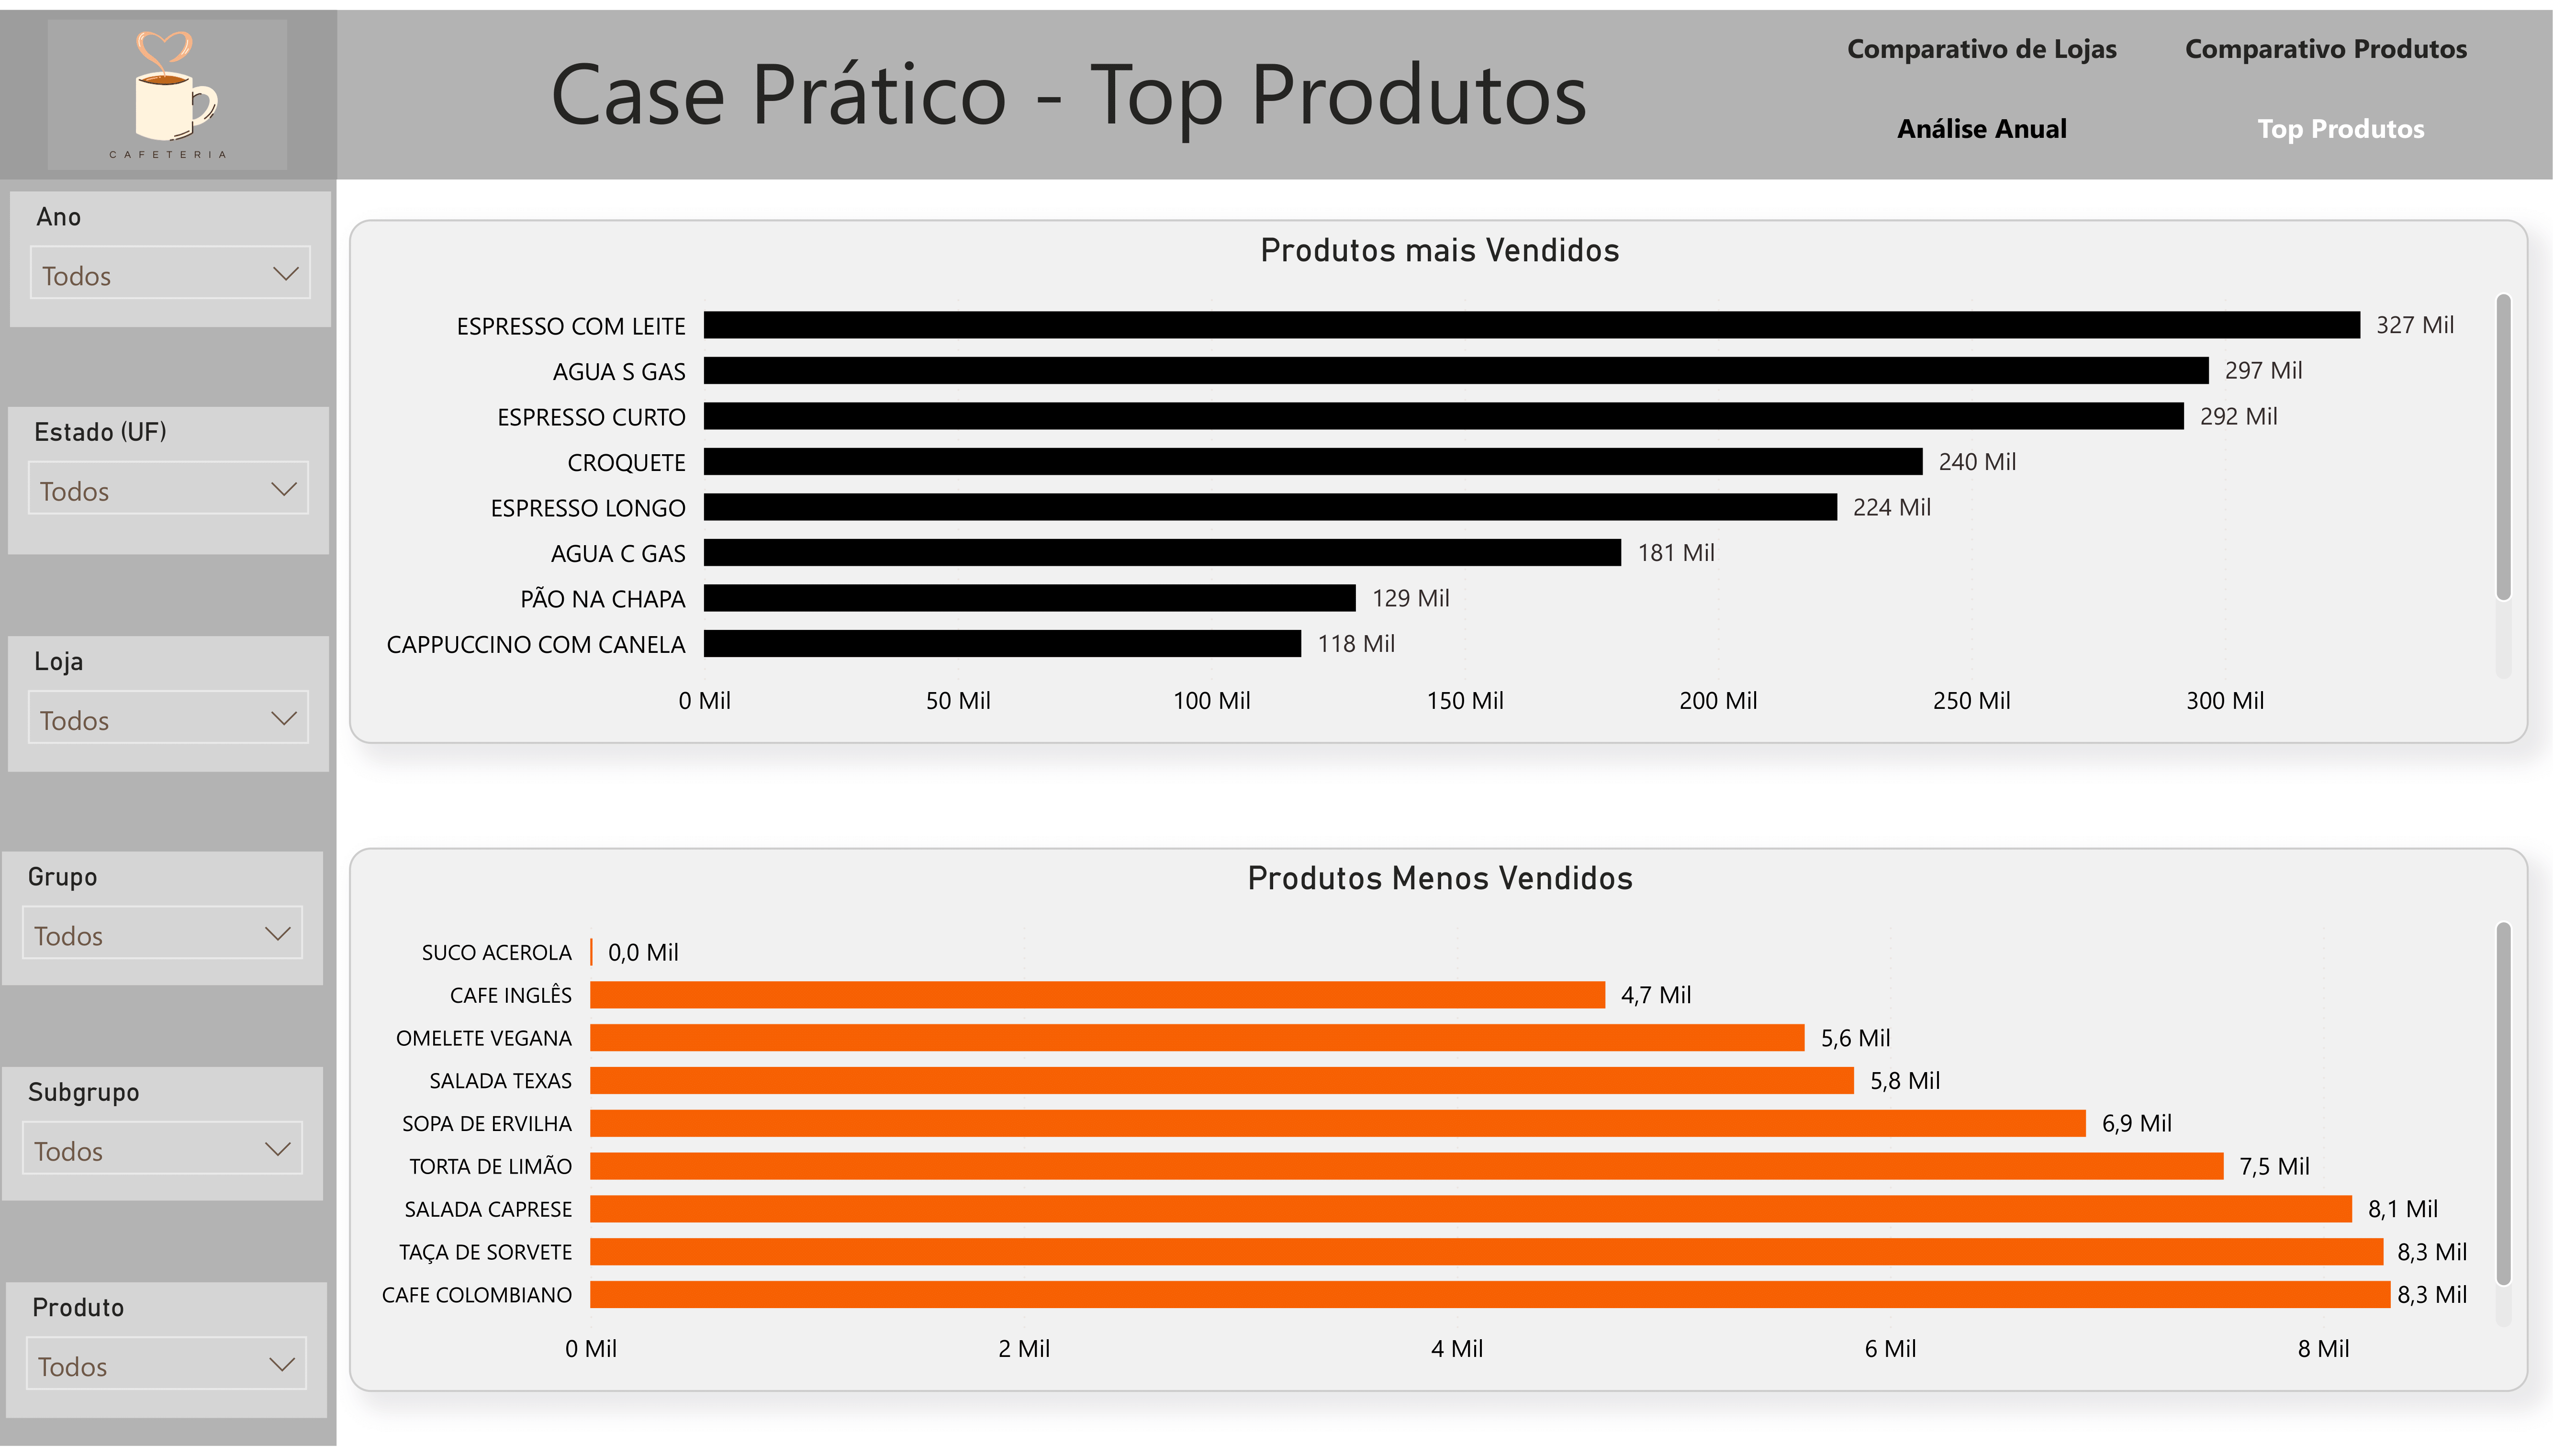 CAFETERIA
Case Prático - Top Produtos
Comparativo de Lojas
Comparativo Produtos
Análise Anual
Top Produtos
Ano
Todos
Estado (UF)
Todos
Loja
Todos
Grupo
Todos
Subgrupo
Todos
Produto
Todos
Produtos mais Vendidos
ESPRESSO COM LEITE 327 Mil
AGUA S GAS 297 Mil
ESPRESSO CURTO 292 Mil
CROQUETE 240 Mil
ESPRESSO LONGO 224 Mil
AGUA C GAS 181 Mil
PÃO NA CHAPA 129 Mil
CAPPUCCINO COM CANELA 118 Mil
0 Mil 50 Mil 100 Mil 150 Mil 200 Mil 250 Mil 300 Mil
Produtos Menos Vendidos
SUCO ACEROLA 0,0 Mil
CAFE INGLÊS 4,7 Mil
OMELETE VEGANA 5,6 Mil
SALADA TEXAS 5,8 Mil
SOPA DE ERVILHA 6,9 Mil
TORTA DE LIMÃO 7,5 Mil
SALADA CAPRESE 8,1 Mil
TAÇA DE SORVETE 8,3 Mil
CAFE COLOMBIANO 8,3 Mil
0 Mil 2 Mil 4 Mil 6 Mil 8 Mil